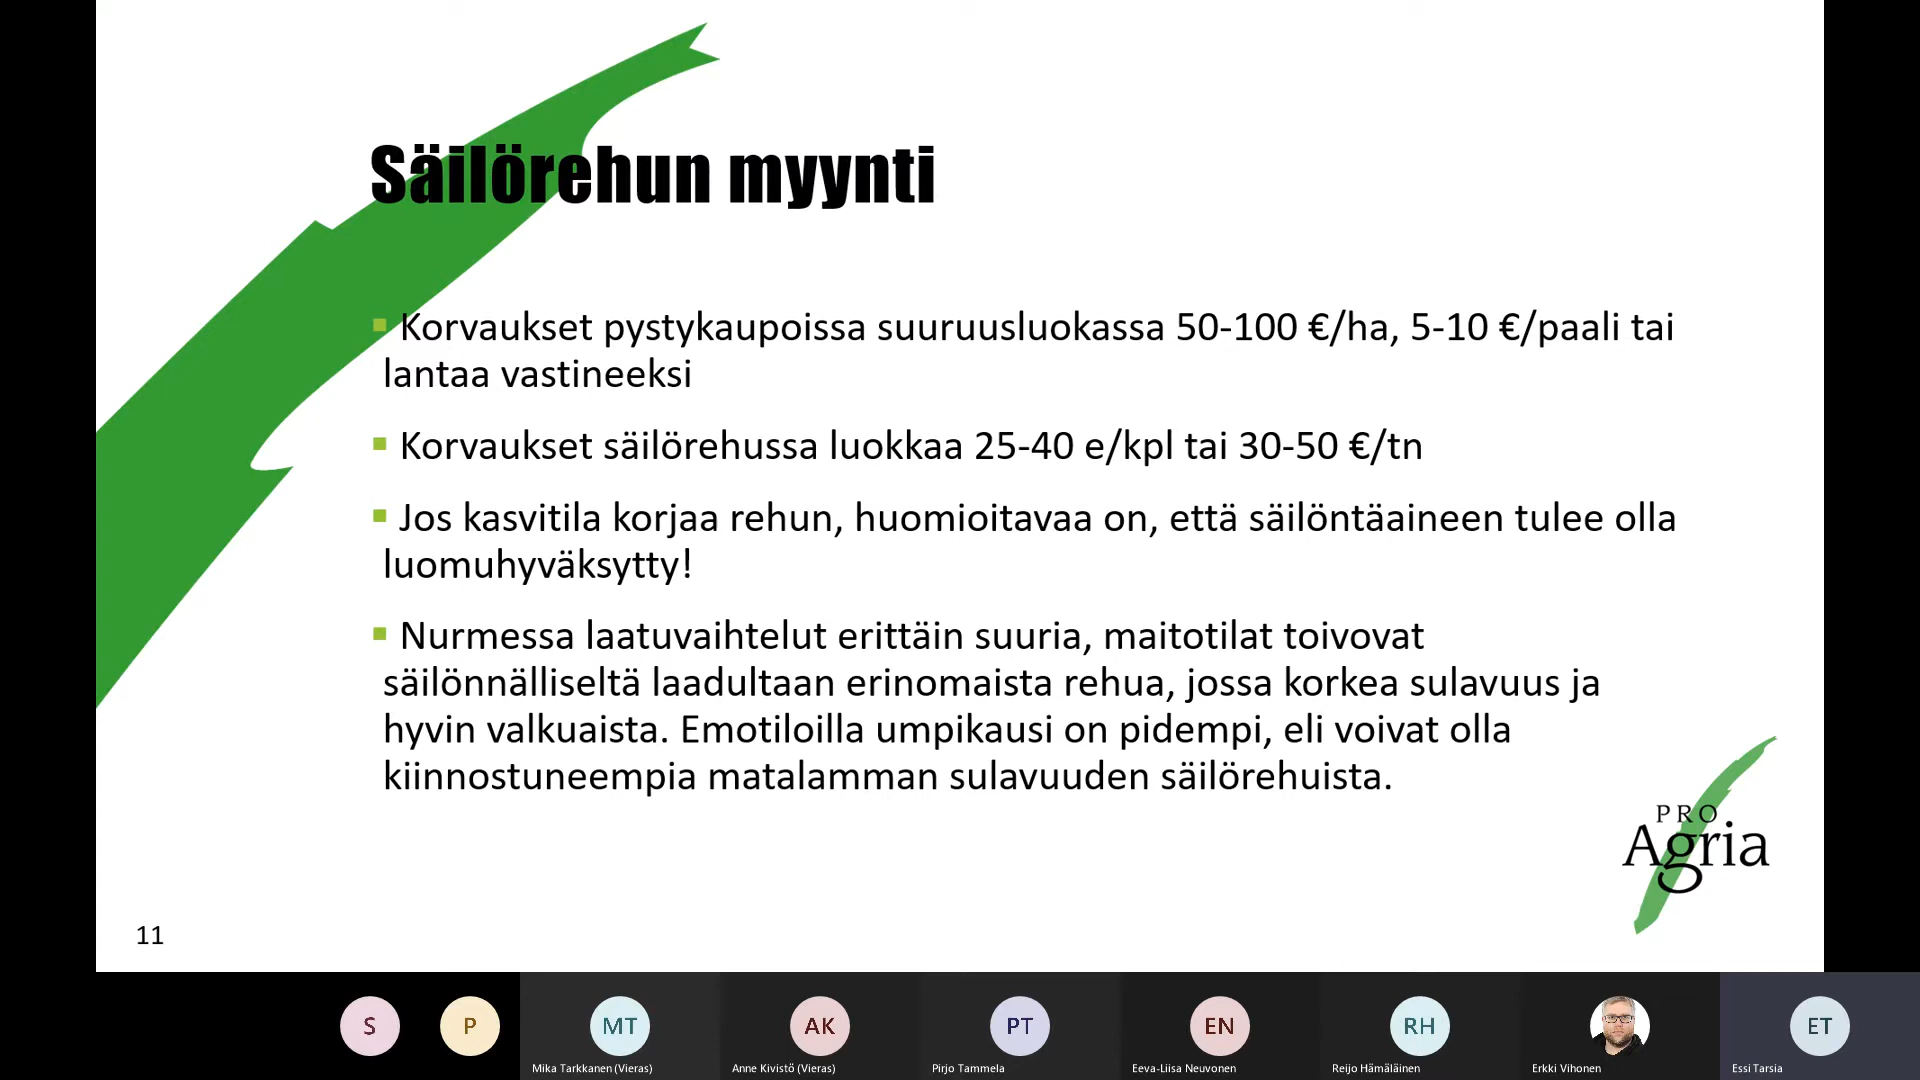 Säilörehun myynti
▪ Korvaukset pystykaupoissa suuruusluokassa 50-100 €/ha, 5-10 €/paali tai
lantaa vastineeksi
▪ Korvaukset säilörehussa luokkaa 25-40 e/kpl tai 30-50 €/tn
▪ Jos kasvitila korjaa rehun, huomioitavaa on, että säilöntäaineen tulee olla
luomuhyväksytty!
▪ Nurmessa laatuvaihtelut erittäin suuria, maitotilat toivovat
säilönnälliseltä laadultaan erinomaista rehua, jossa korkea sulavuus ja
hyvin valkuaista. Emotiloilla umpikausi on pidempi, eli voivat olla
kiinnostuneempia matalamman sulavuuden säilörehuista.
PRO
Agria
11
S
P
MT
AK
PT
EN
RH
ET
Mika Tarkkanen (Vieras)
Anne Kivistö (Vieras)
Pirjo Tammela
Eeva-Liisa Neuvonen
Reijo Hämäläinen
Erkki Vihonen
Essi Tarsia